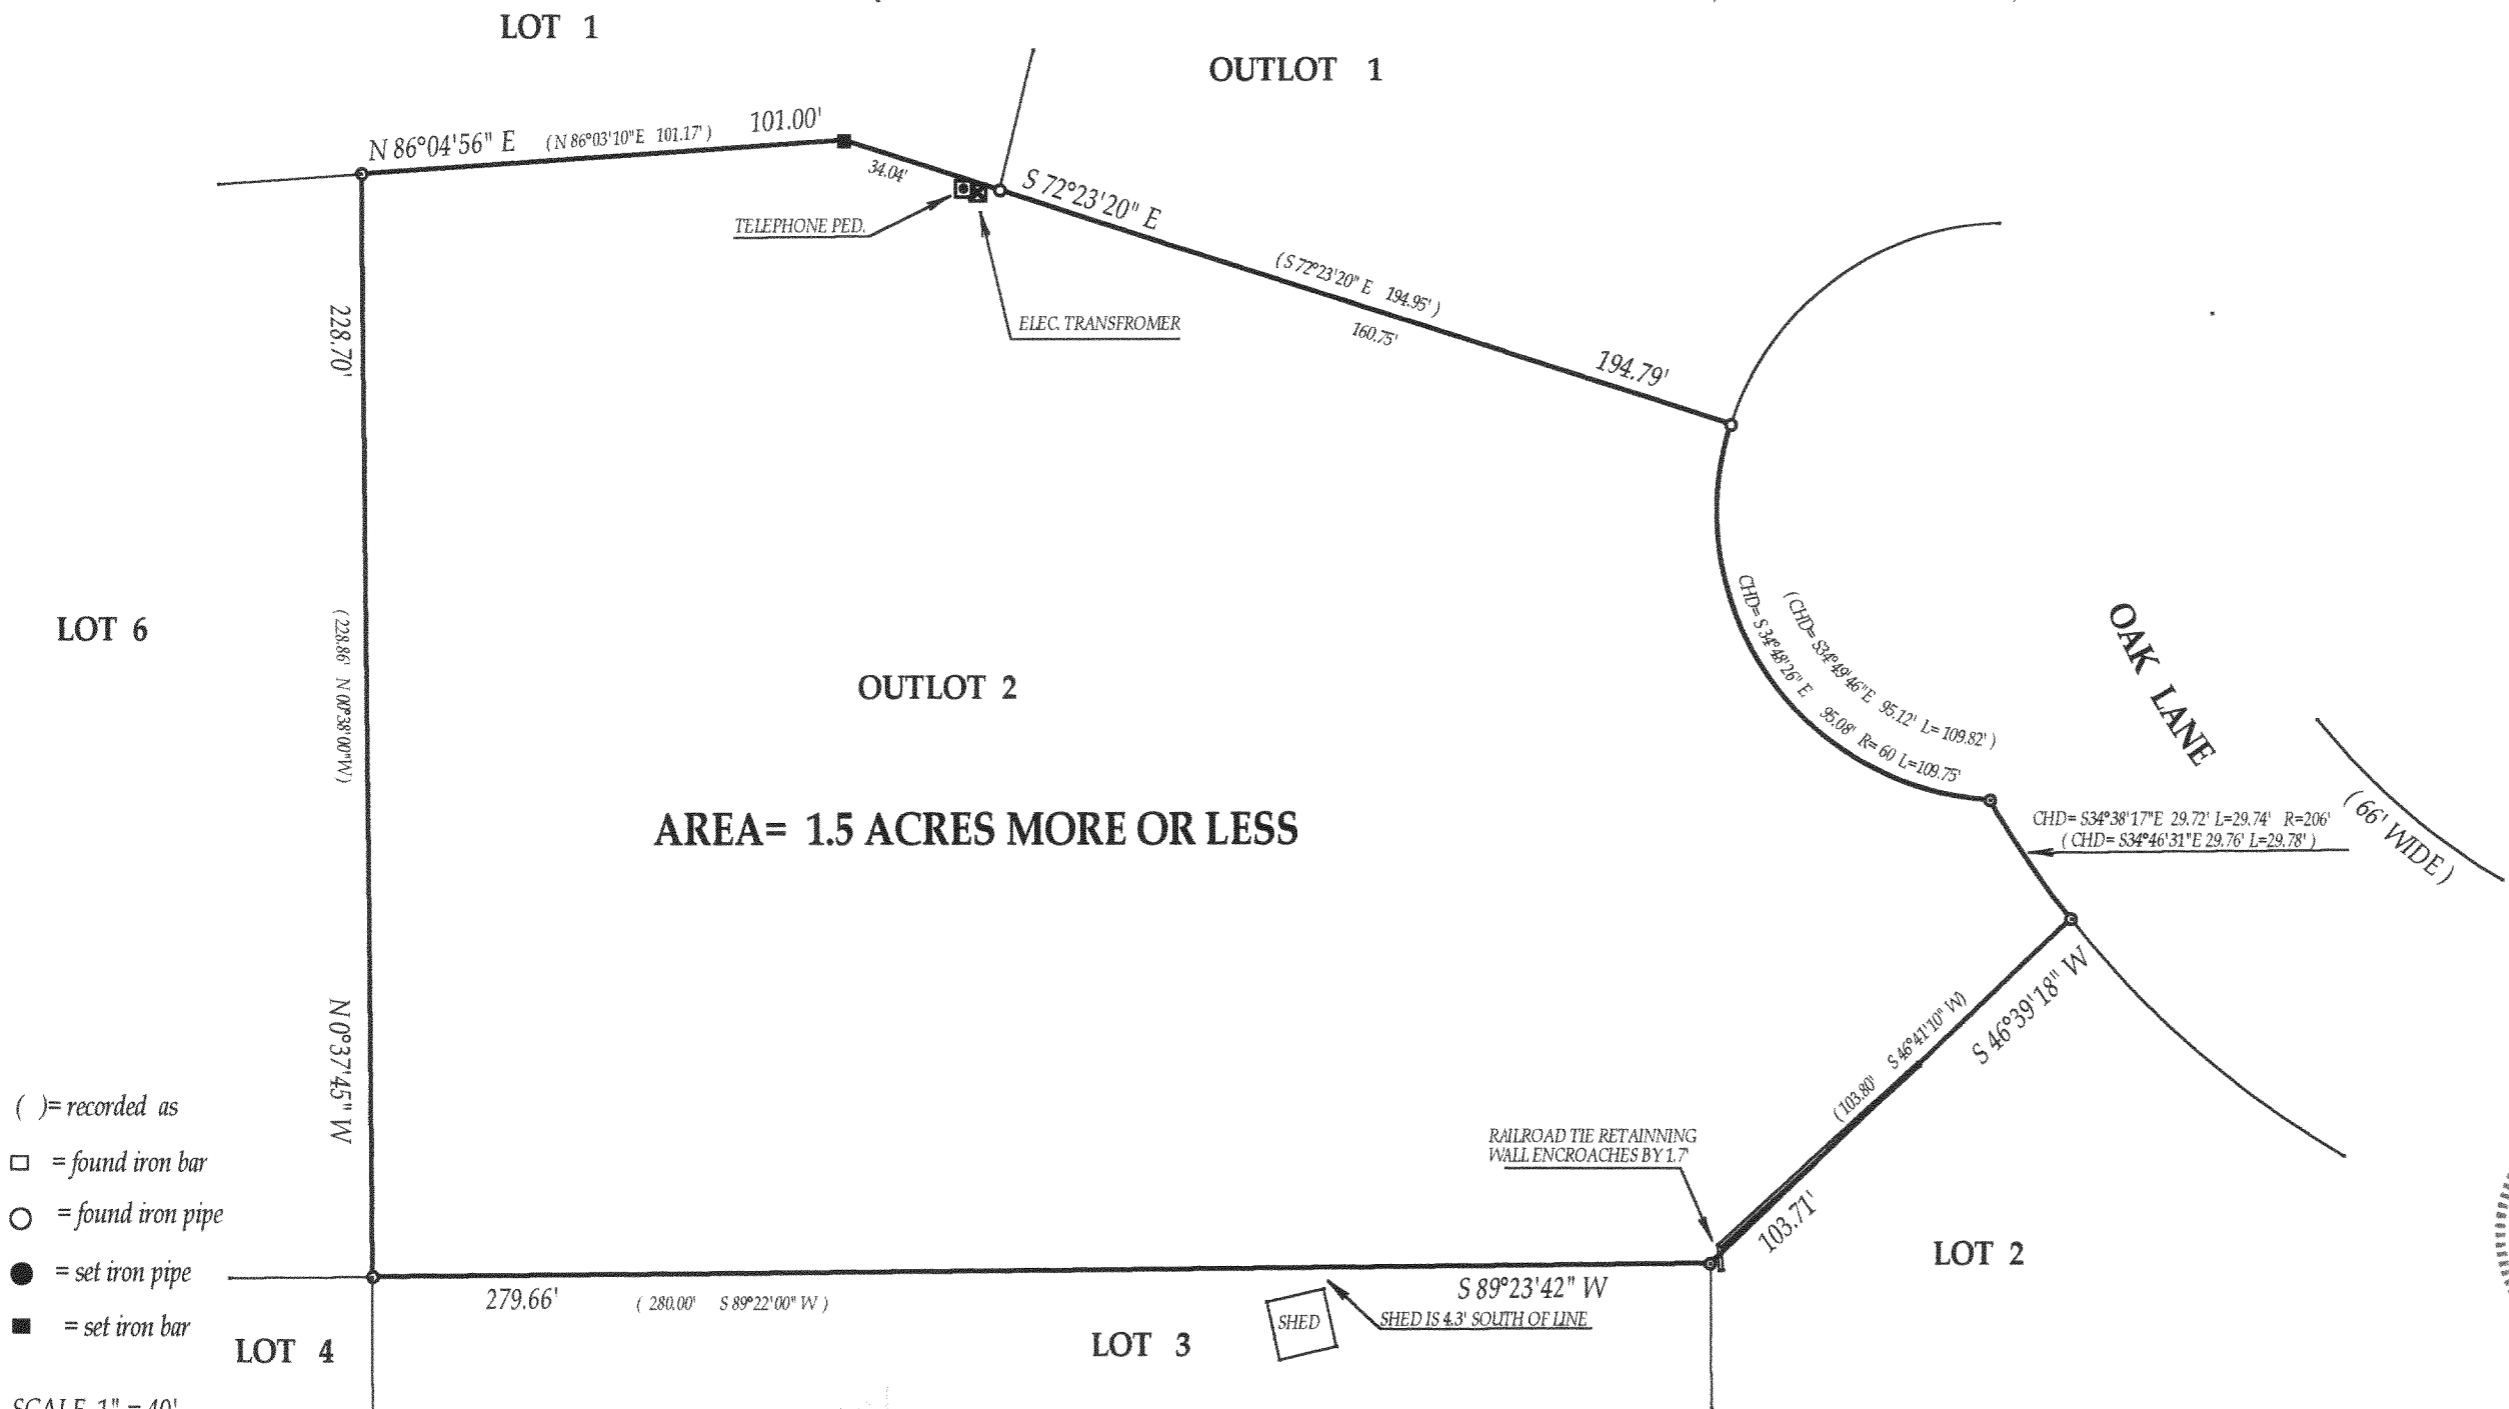 LOT 1
OUTLOT 1
N 86°04'56" E
( N 86°03'10"E 101.17' )
101.00'
34.04'
S 72°23'20" E
TELEPHONE PED.
( S 72°23'20" E 194.95' )
ELEC. TRANSFROMER
160.75'
194.79'
228.70'
(228.86' N 00°38'00"W)
N 0°37'45" W
LOT 6
OUTLOT 2
AREA= 1.5 ACRES MORE OR LESS
CHD= S 34°48'26" E 95.08' R= 60 L=109.75'
( CHD= S34°49'46"E 95.12' L= 109.82' )
OAK LANE
( 66' WIDE )
CHD= S34°38'17"E 29.72' L=29.74' R=206'
( CHD= S34°46'31"E 29.76' L=29.78' )
S 46°39'18" W
(103.80' S 46°41'10" W)
103.71'
RAILROAD TIE RETAINNING
WALL ENCROACHES BY 1.7'
LOT 2
( )= recorded as
= found iron bar
= found iron pipe
= set iron pipe
= set iron bar
279.66'
( 280.00' S 89°22'00" W )
S 89°23'42" W
SHED
SHED IS 4.3' SOUTH OF LINE
LOT 4
LOT 3
SCALE 1" = 40'